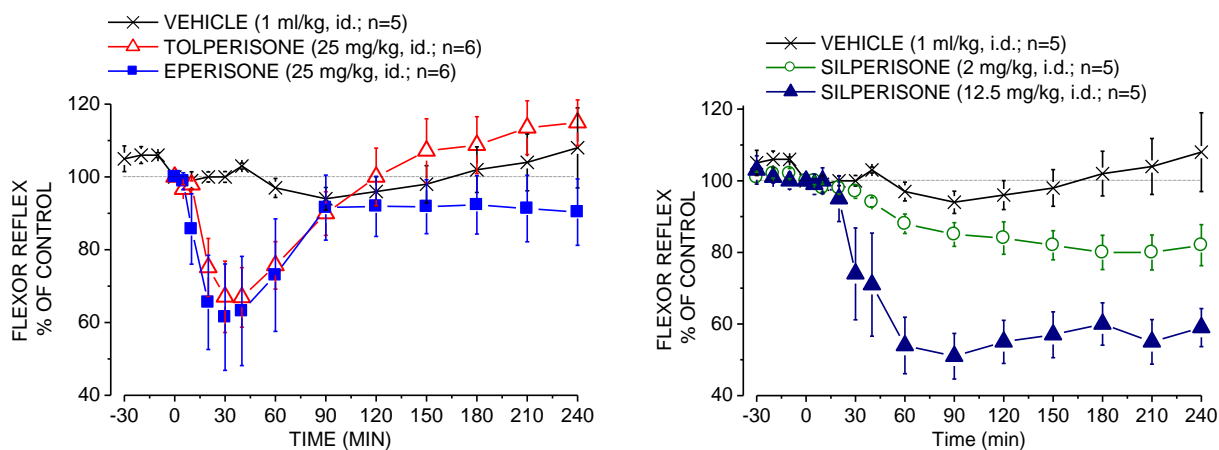 VEHICLE (1 ml/kg, id.; n=5)
TOLPERISONE (25 mg/kg, id.; n=6)
EPERISONE (25 mg/kg, id.; n=6)
120
100
80
60
40
FLEXOR REFLEX
% OF CONTROL
-30 0 30 60 90 120 150 180 210 240
TIME (MIN)
VEHICLE (1 ml/kg, i.d.; n=5)
SILPERISONE (2 mg/kg, i.d.; n=5)
SILPERISONE (12.5 mg/kg, i.d.; n=5)
120
100
80
60
40
FLEXOR REFLEX
% OF CONTROL
-30 0 30 60 90 120 150 180 210 240
Time (min)